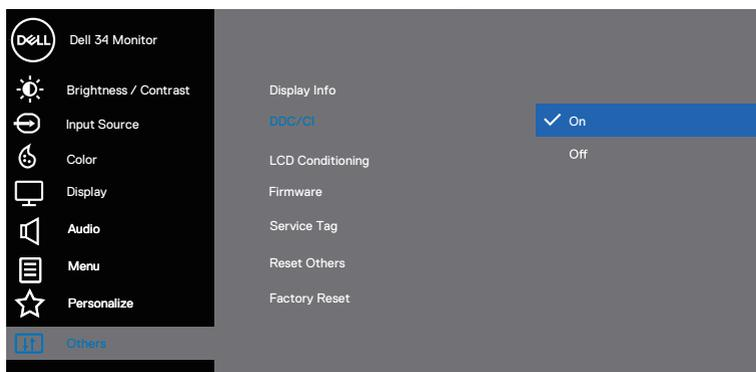 DELL
Dell 34 Monitor
Brightness / Contrast
Input Source
Color
Display
Audio
Menu
Personalize
Others
Display Info
DDC/CI
LCD Conditioning
Firmware
Service Tag
Reset Others
Factory Reset
On
Off